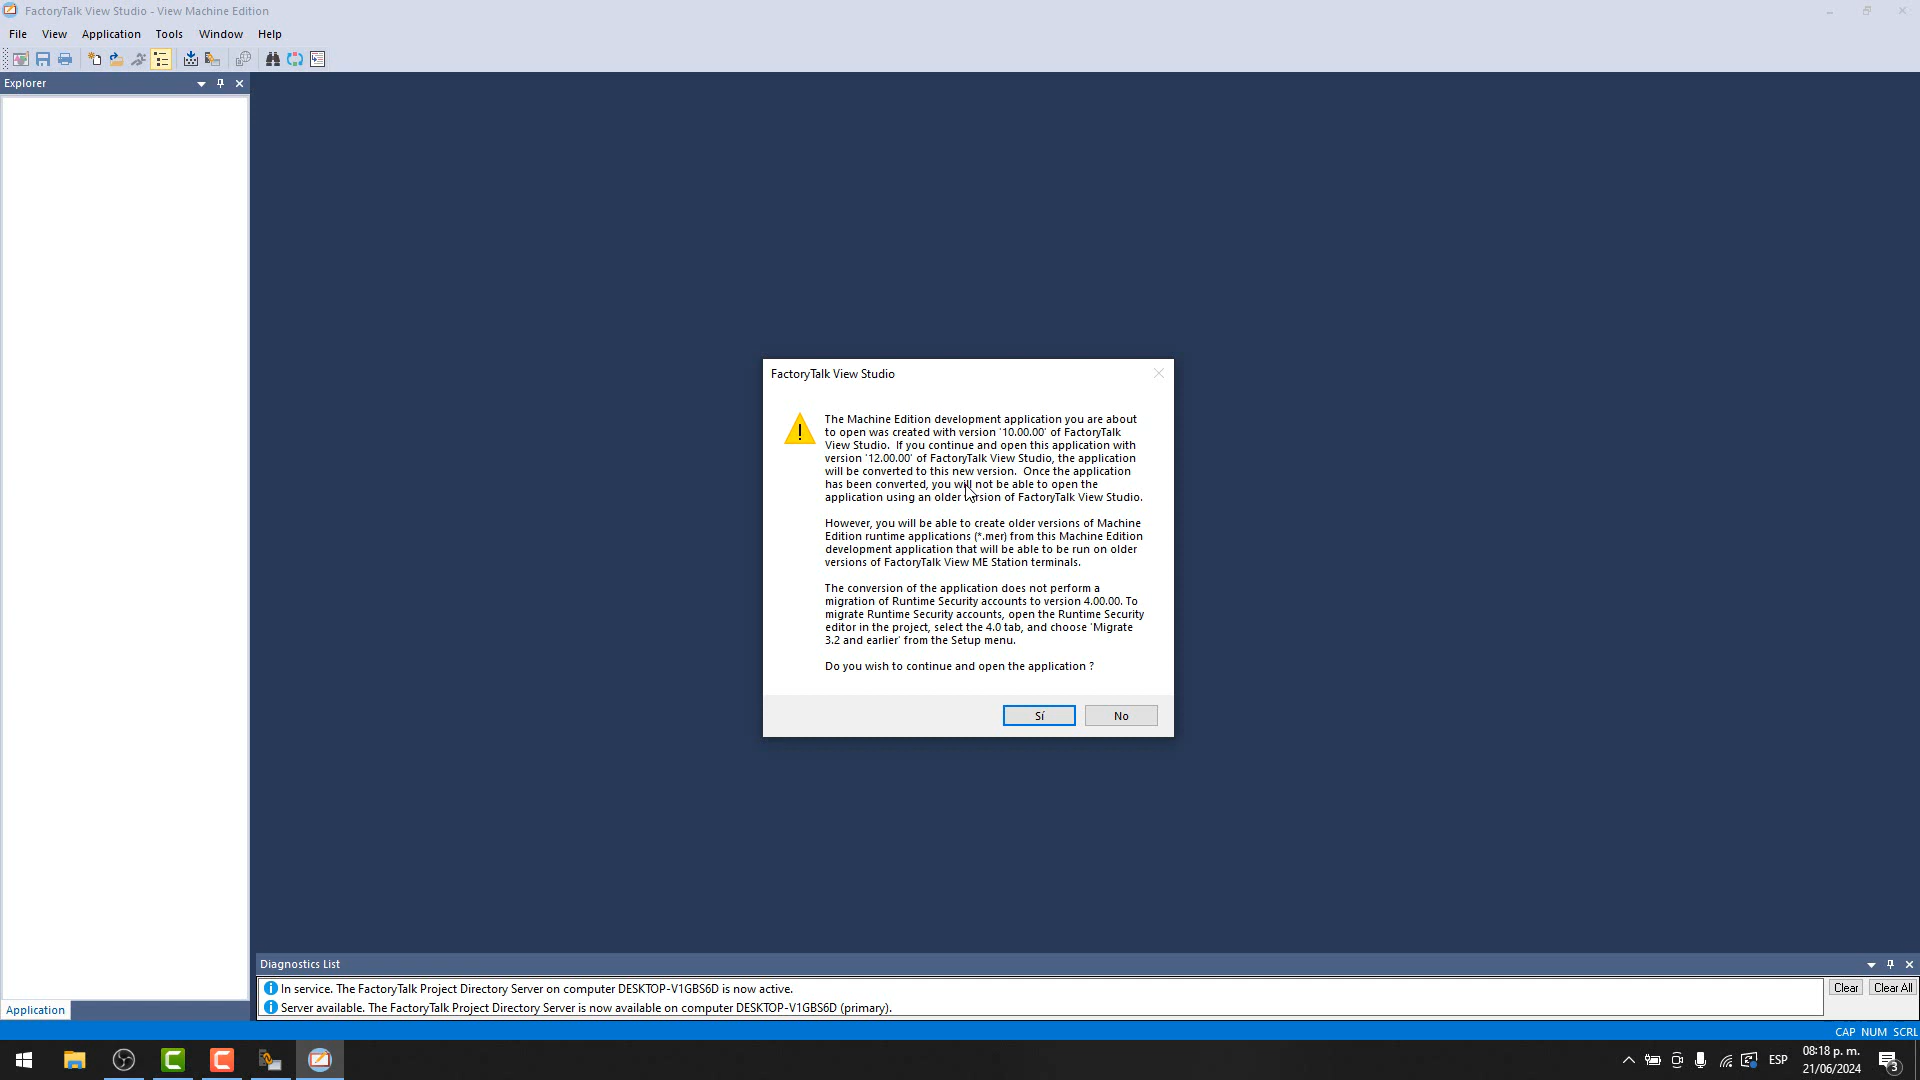 FactoryTalk View Studio - View Machine Edition
File View Application Tools Window Help
Explorer
FactoryTalk View Studio
The Machine Edition development application you are about
to open was created with version '10.00.00' of FactoryTalk
View Studio. If you continue and open this application with
version '12.00.00' of FactoryTalk View Studio, the application
will be converted to this new version. Once the application
has been converted, you will not be able to open the
application using an older version of FactoryTalk View Studio.
However, you will be able to create older versions of Machine
Edition runtime applications (*.mer) from this Machine Edition
development application that will be able to be run on older
versions of FactoryTalk View ME Station terminals.
The conversion of the application does not perform a
migration of Runtime Security accounts to version 4.00.00. To
migrate Runtime Security accounts, open the Runtime Security
editor in the project, select the 4.0 tab, and choose 'Migrate
3.2 and earlier' from the Setup menu.
Do you wish to continue and open the application ?
Sí No
Diagnostics List
In service. The FactoryTalk Project Directory Server on computer DESKTOP-V1GBS6D is now active.
Server available. The FactoryTalk Project Directory Server is now available on computer DESKTOP-V1GBS6D (primary).
Clear Clear All
Application
CAP NUM SCRL
ESP
08:18 p. m.
21/06/2024
3